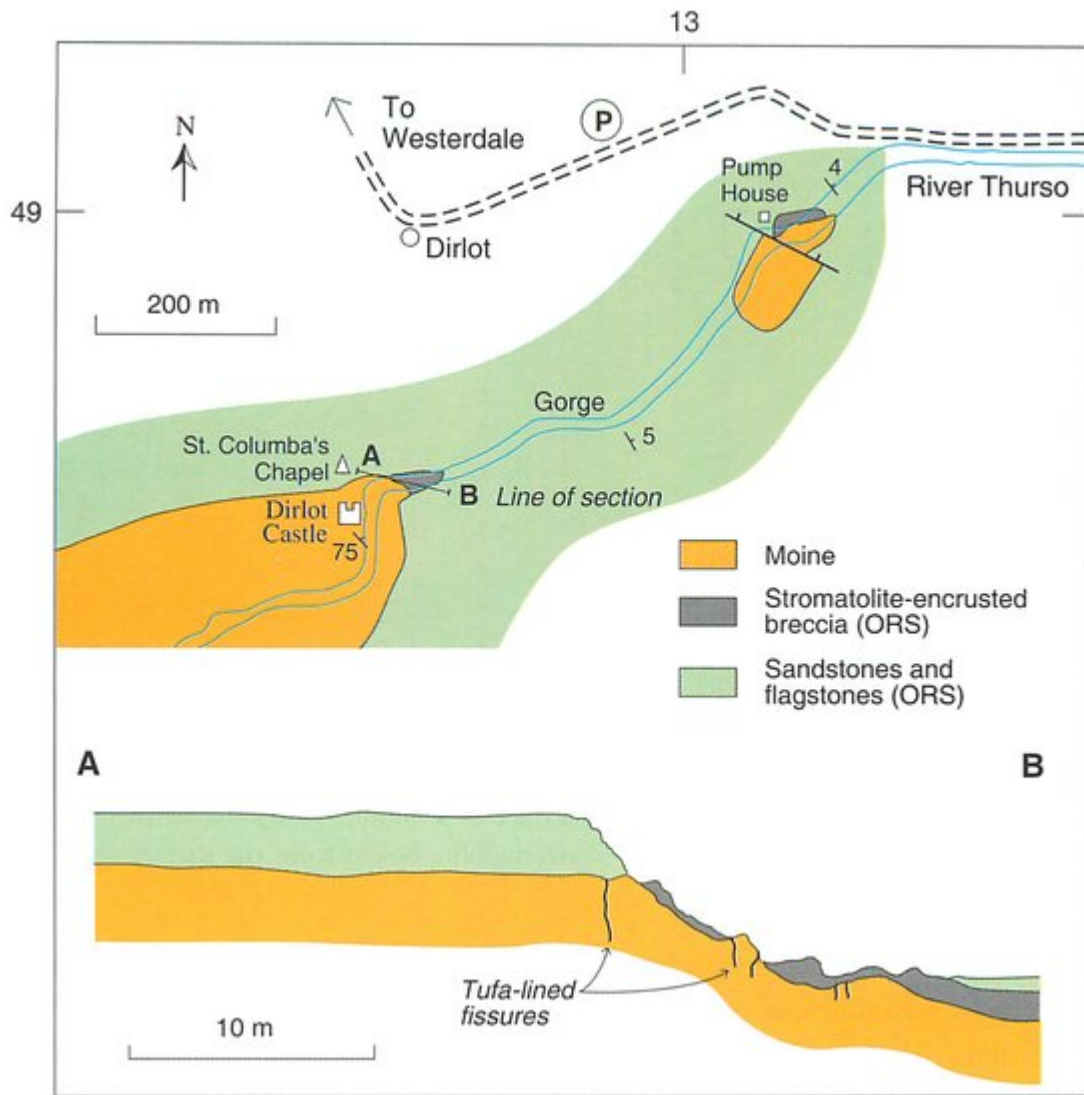 13
N
To
Westerdale
P
49
Dirlot
200 m
Pump
House
4
River Thurso
Gorge
5
St. Columba's
Chapel
A
B
Line of section
Dirlot
Castle
75
Moine
Stromatolite-encrusted
breccia (ORS)
Sandstones and
flagstones (ORS)
A
B
Tufa-lined
fissures
10 m